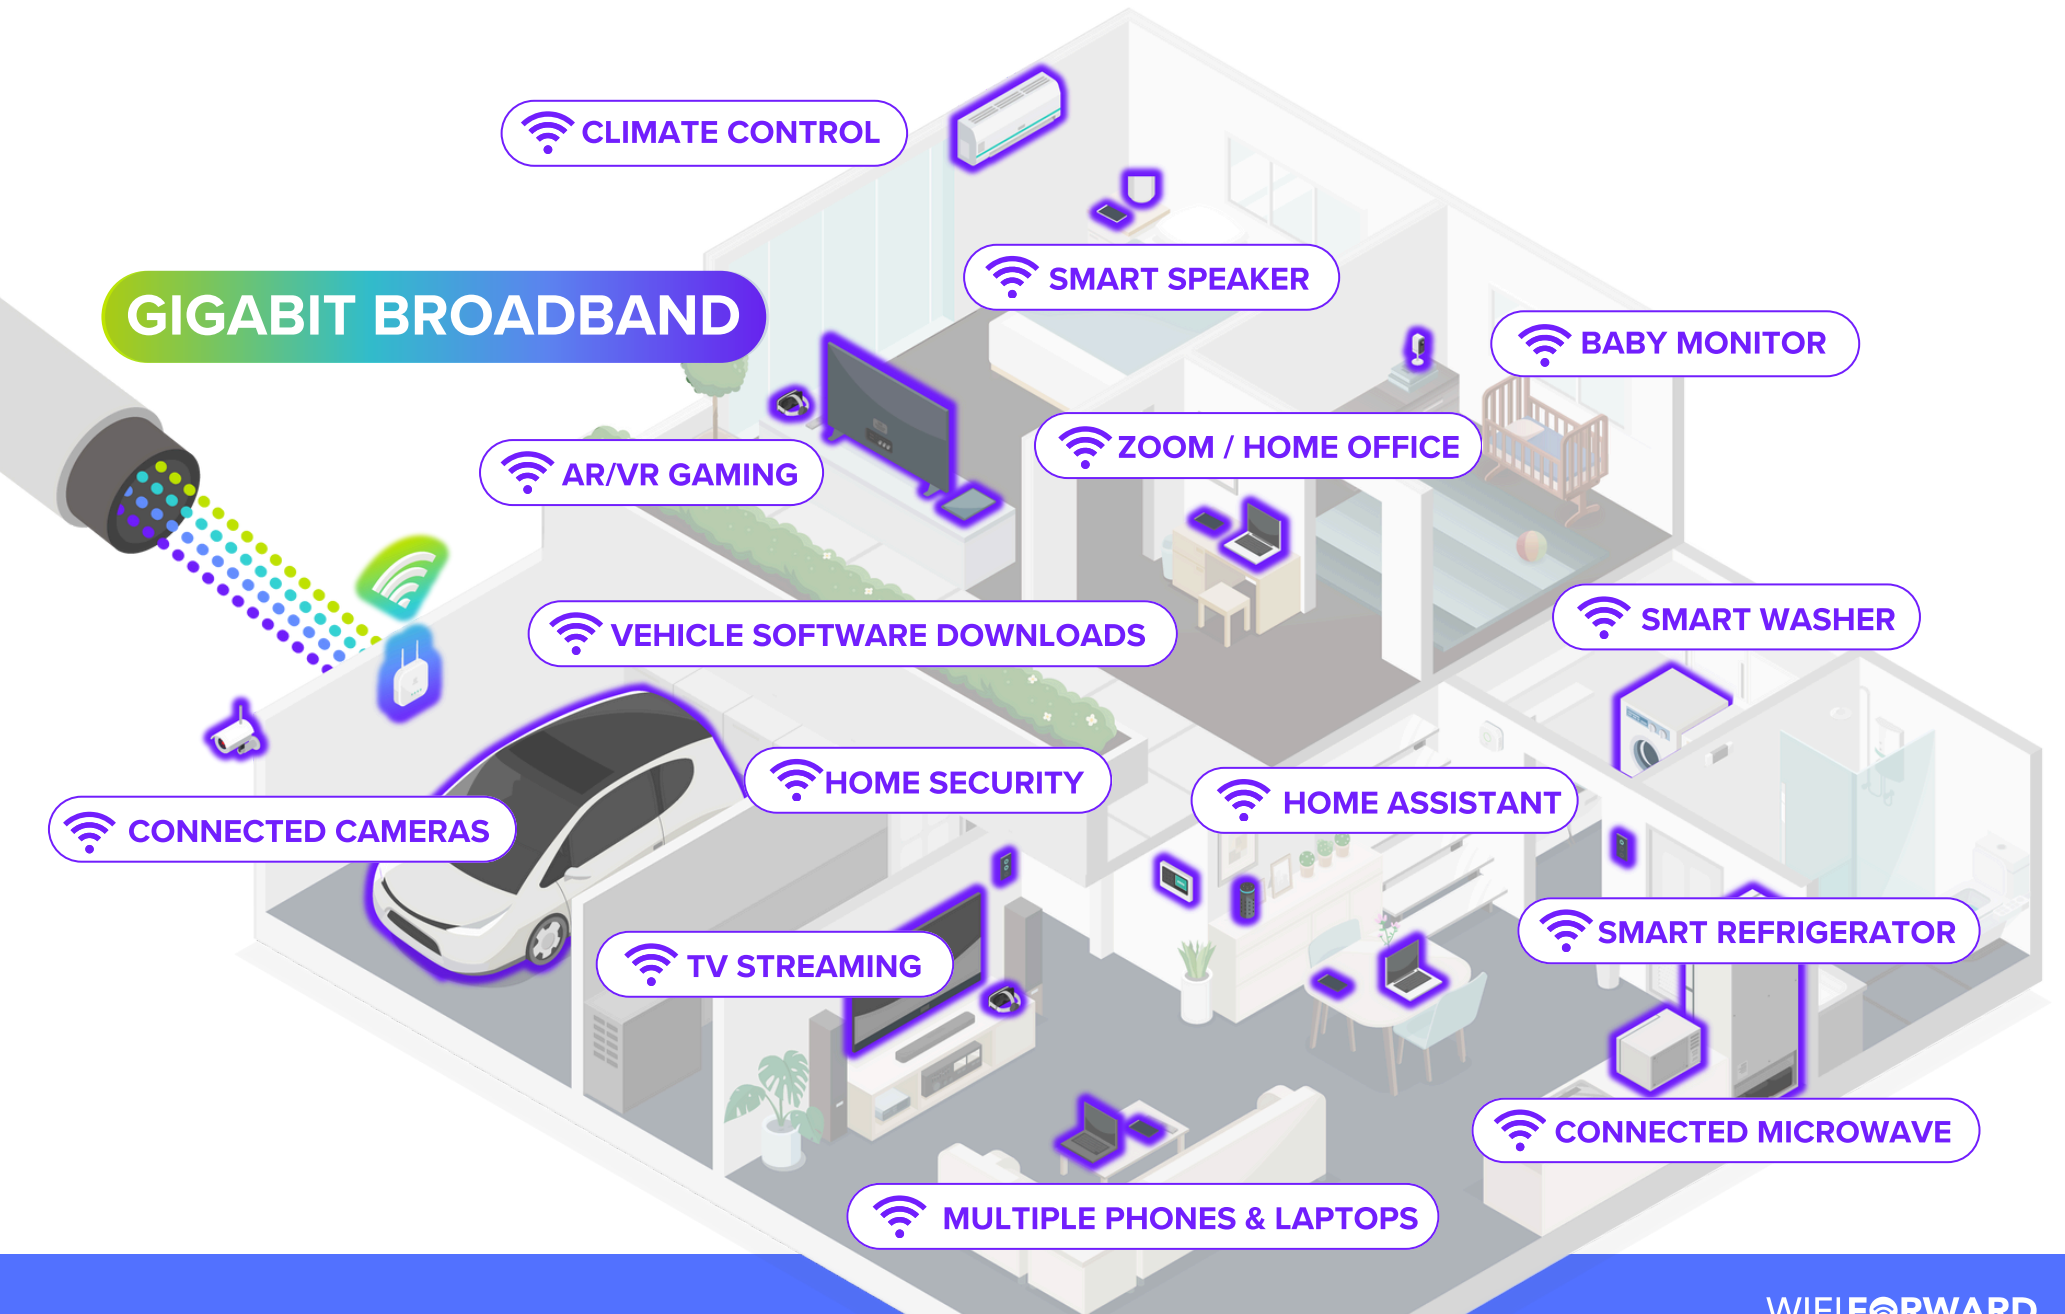 CLIMATE CONTROL
SMART SPEAKER
GIGABIT BROADBAND
BABY MONITOR
ZOOM / HOME OFFICE
AR/VR GAMING
SMART WASHER
VEHICLE SOFTWARE DOWNLOADS
HOME SECURITY
HOME ASSISTANT
CONNECTED CAMERAS
SMART REFRIGERATOR
TV STREAMING
CONNECTED MICROWAVE
MULTIPLE PHONES & LAPTOPS
WIFIFORWARD